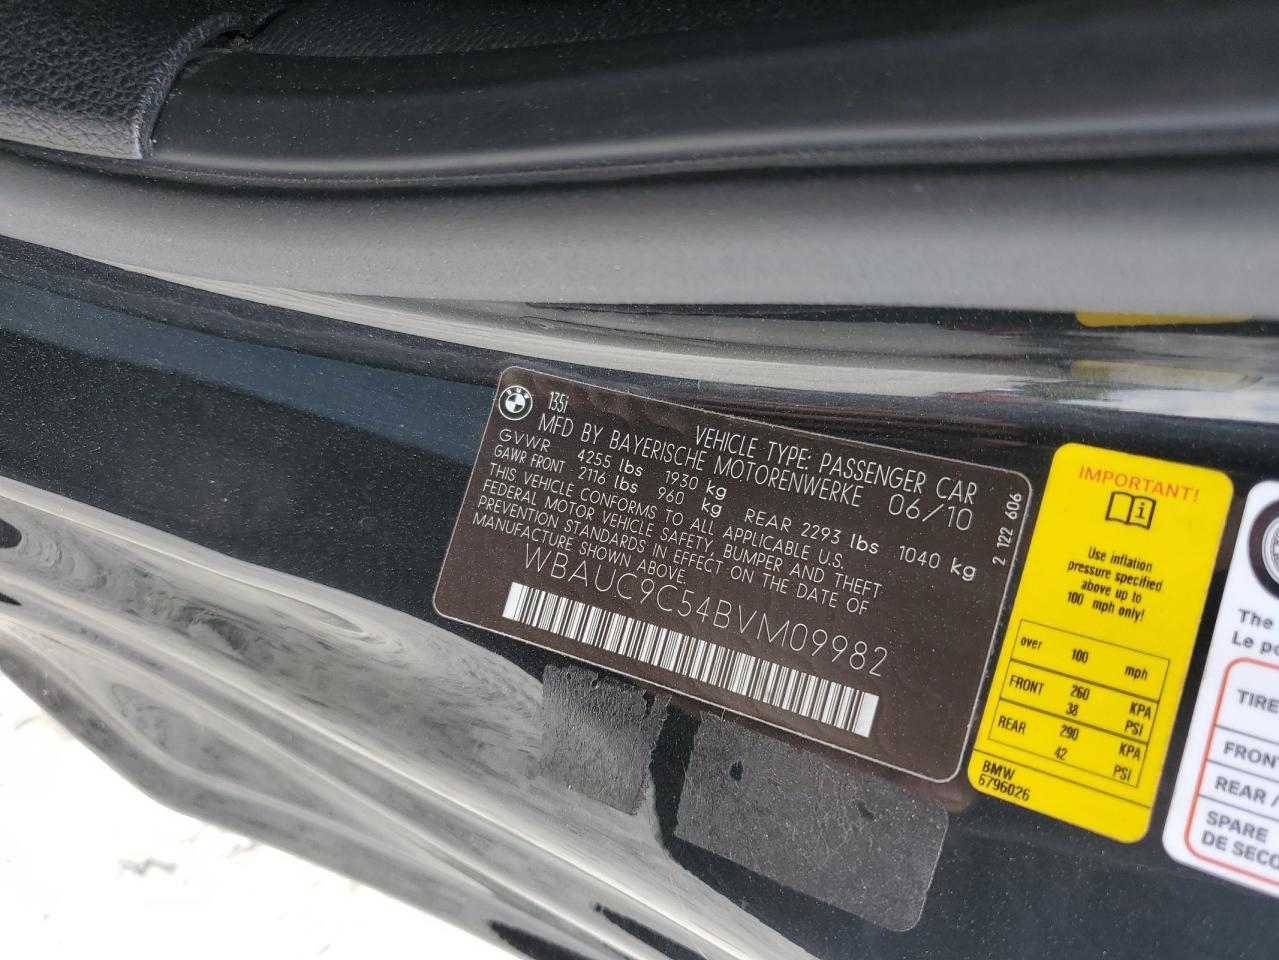 BMW
135i
VEHICLE TYPE: PASSENGER CAR
MFD BY BAYERISCHE MOTORENWERKE 06/10
GVWR 4255 lbs 1930 kg
GAWR FRONT 2116 lbs 960 kg REAR 2293 lbs 1040 kg
THIS VEHICLE CONFORMS TO ALL APPLICABLE U.S.
FEDERAL MOTOR VEHICLE SAFETY, BUMPER AND THEFT
PREVENTION STANDARDS IN EFFECT ON THE DATE OF
MANUFACTURE SHOWN ABOVE.
WBAUC9C54BVM09982
2 122 606
IMPORTANT!
Use inflation
pressure specified
above up to
100 mph only!
over 100 mph
FRONT 260 KPA
38 PSI
REAR 290 KPA
42 PSI
BMW
6796026
The
Le
TIRE
FRONT
REAR /
SPARE
DE